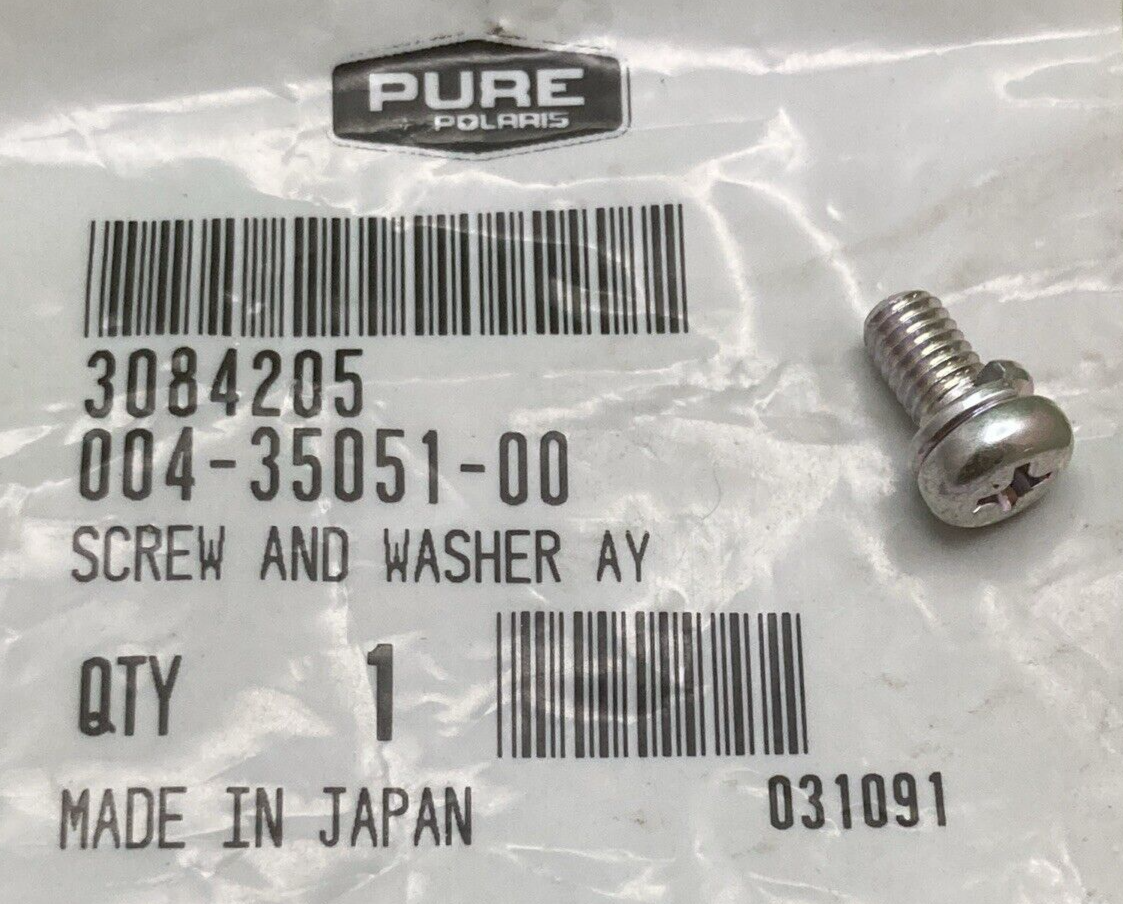 PURE
POLARIS
3084205
004-35051-00
SCREW AND WASHER AY
QTY 1
MADE IN JAPAN 031091